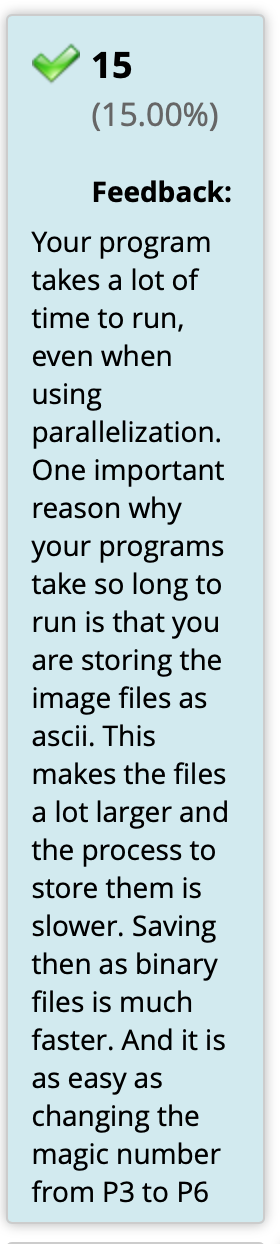 15
(15.00%)
Feedback:
Your program
takes a lot of
time to run,
even when
using
parallelization.
One important
reason why
your programs
take so long to
run is that you
are storing the
image files as
ascii. This
makes the files
a lot larger and
the process to
store them is
slower. Saving
then as binary
files is much
faster. And it is
as easy as
changing the
magic number
from P3 to P6